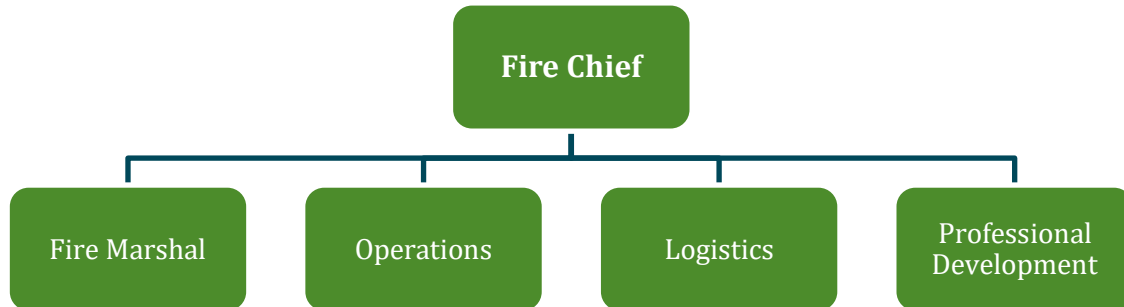 Fire Chief
Fire Marshal
Operations
Logistics
Professional
Development